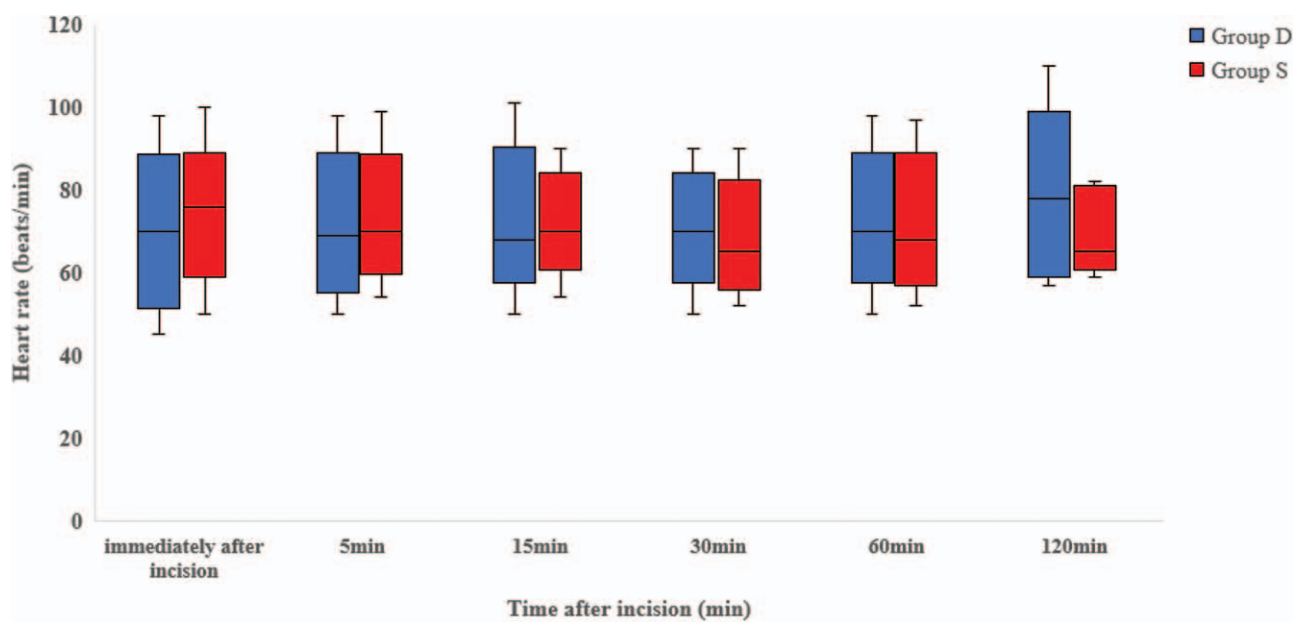 120
100
80
60
40
20
0
Heart rate (beats/min)
Group D
Group S
immediately after
incision
5min
15min
30min
60min
120min
Time after incision (min)